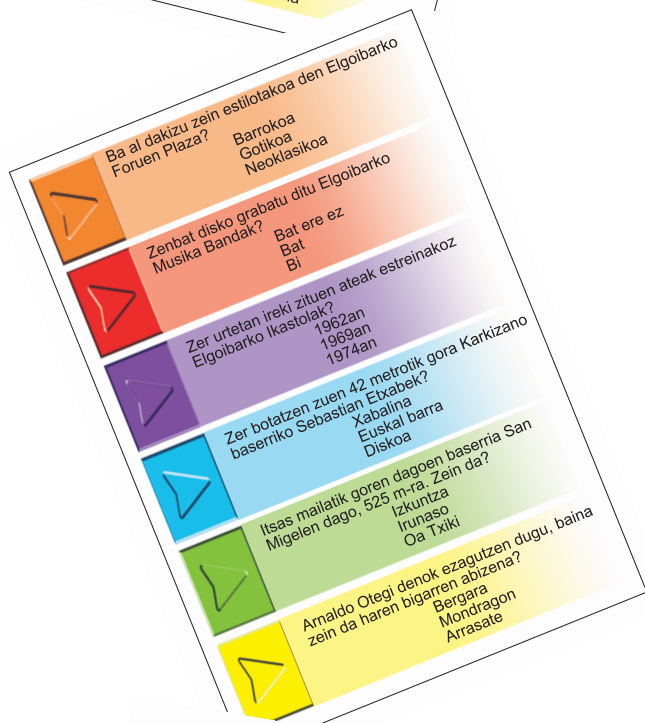 Ba al dakizu zein estilotakoa den Elgoibarko
Foruen Plaza?
Barrokoa
Gotikoa
Neoklasikoa
Zenbat disko grabatu ditu Elgoibarko
Musika Bandak?
Bat ere ez
Bat
Bi
Zer urtetan ireki zituen ateak estreinakoz
Elgoibarko Ikastolak?
1962an
1969an
1974an
Zer botatzen zuen 42 metrotik gora Karkizano
baserriko Sebastian Etxabek?
Xabalina
Euskal barra
Diskoa
Itsas mailatik goren dagoen baserria San
Migelen dago, 525 m-ra. Zein da?
Izkuntza
Irunaso
Oa Txiki
Arnaldo Otegi denok ezagutzen dugu, baina
zein da haren bigarren abizena?
Bergara
Mondragon
Arrasate